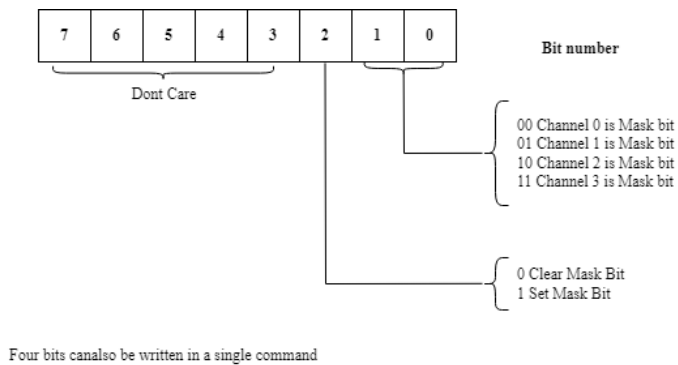 7 6 5 4 3 2 1 0
Bit number
Dont Care
00 Channel 0 is Mask bit
01 Channel 1 is Mask bit
10 Channel 2 is Mask bit
11 Channel 3 is Mask bit
0 Clear Mask Bit
1 Set Mask Bit
Four bits canalso be written in a single command